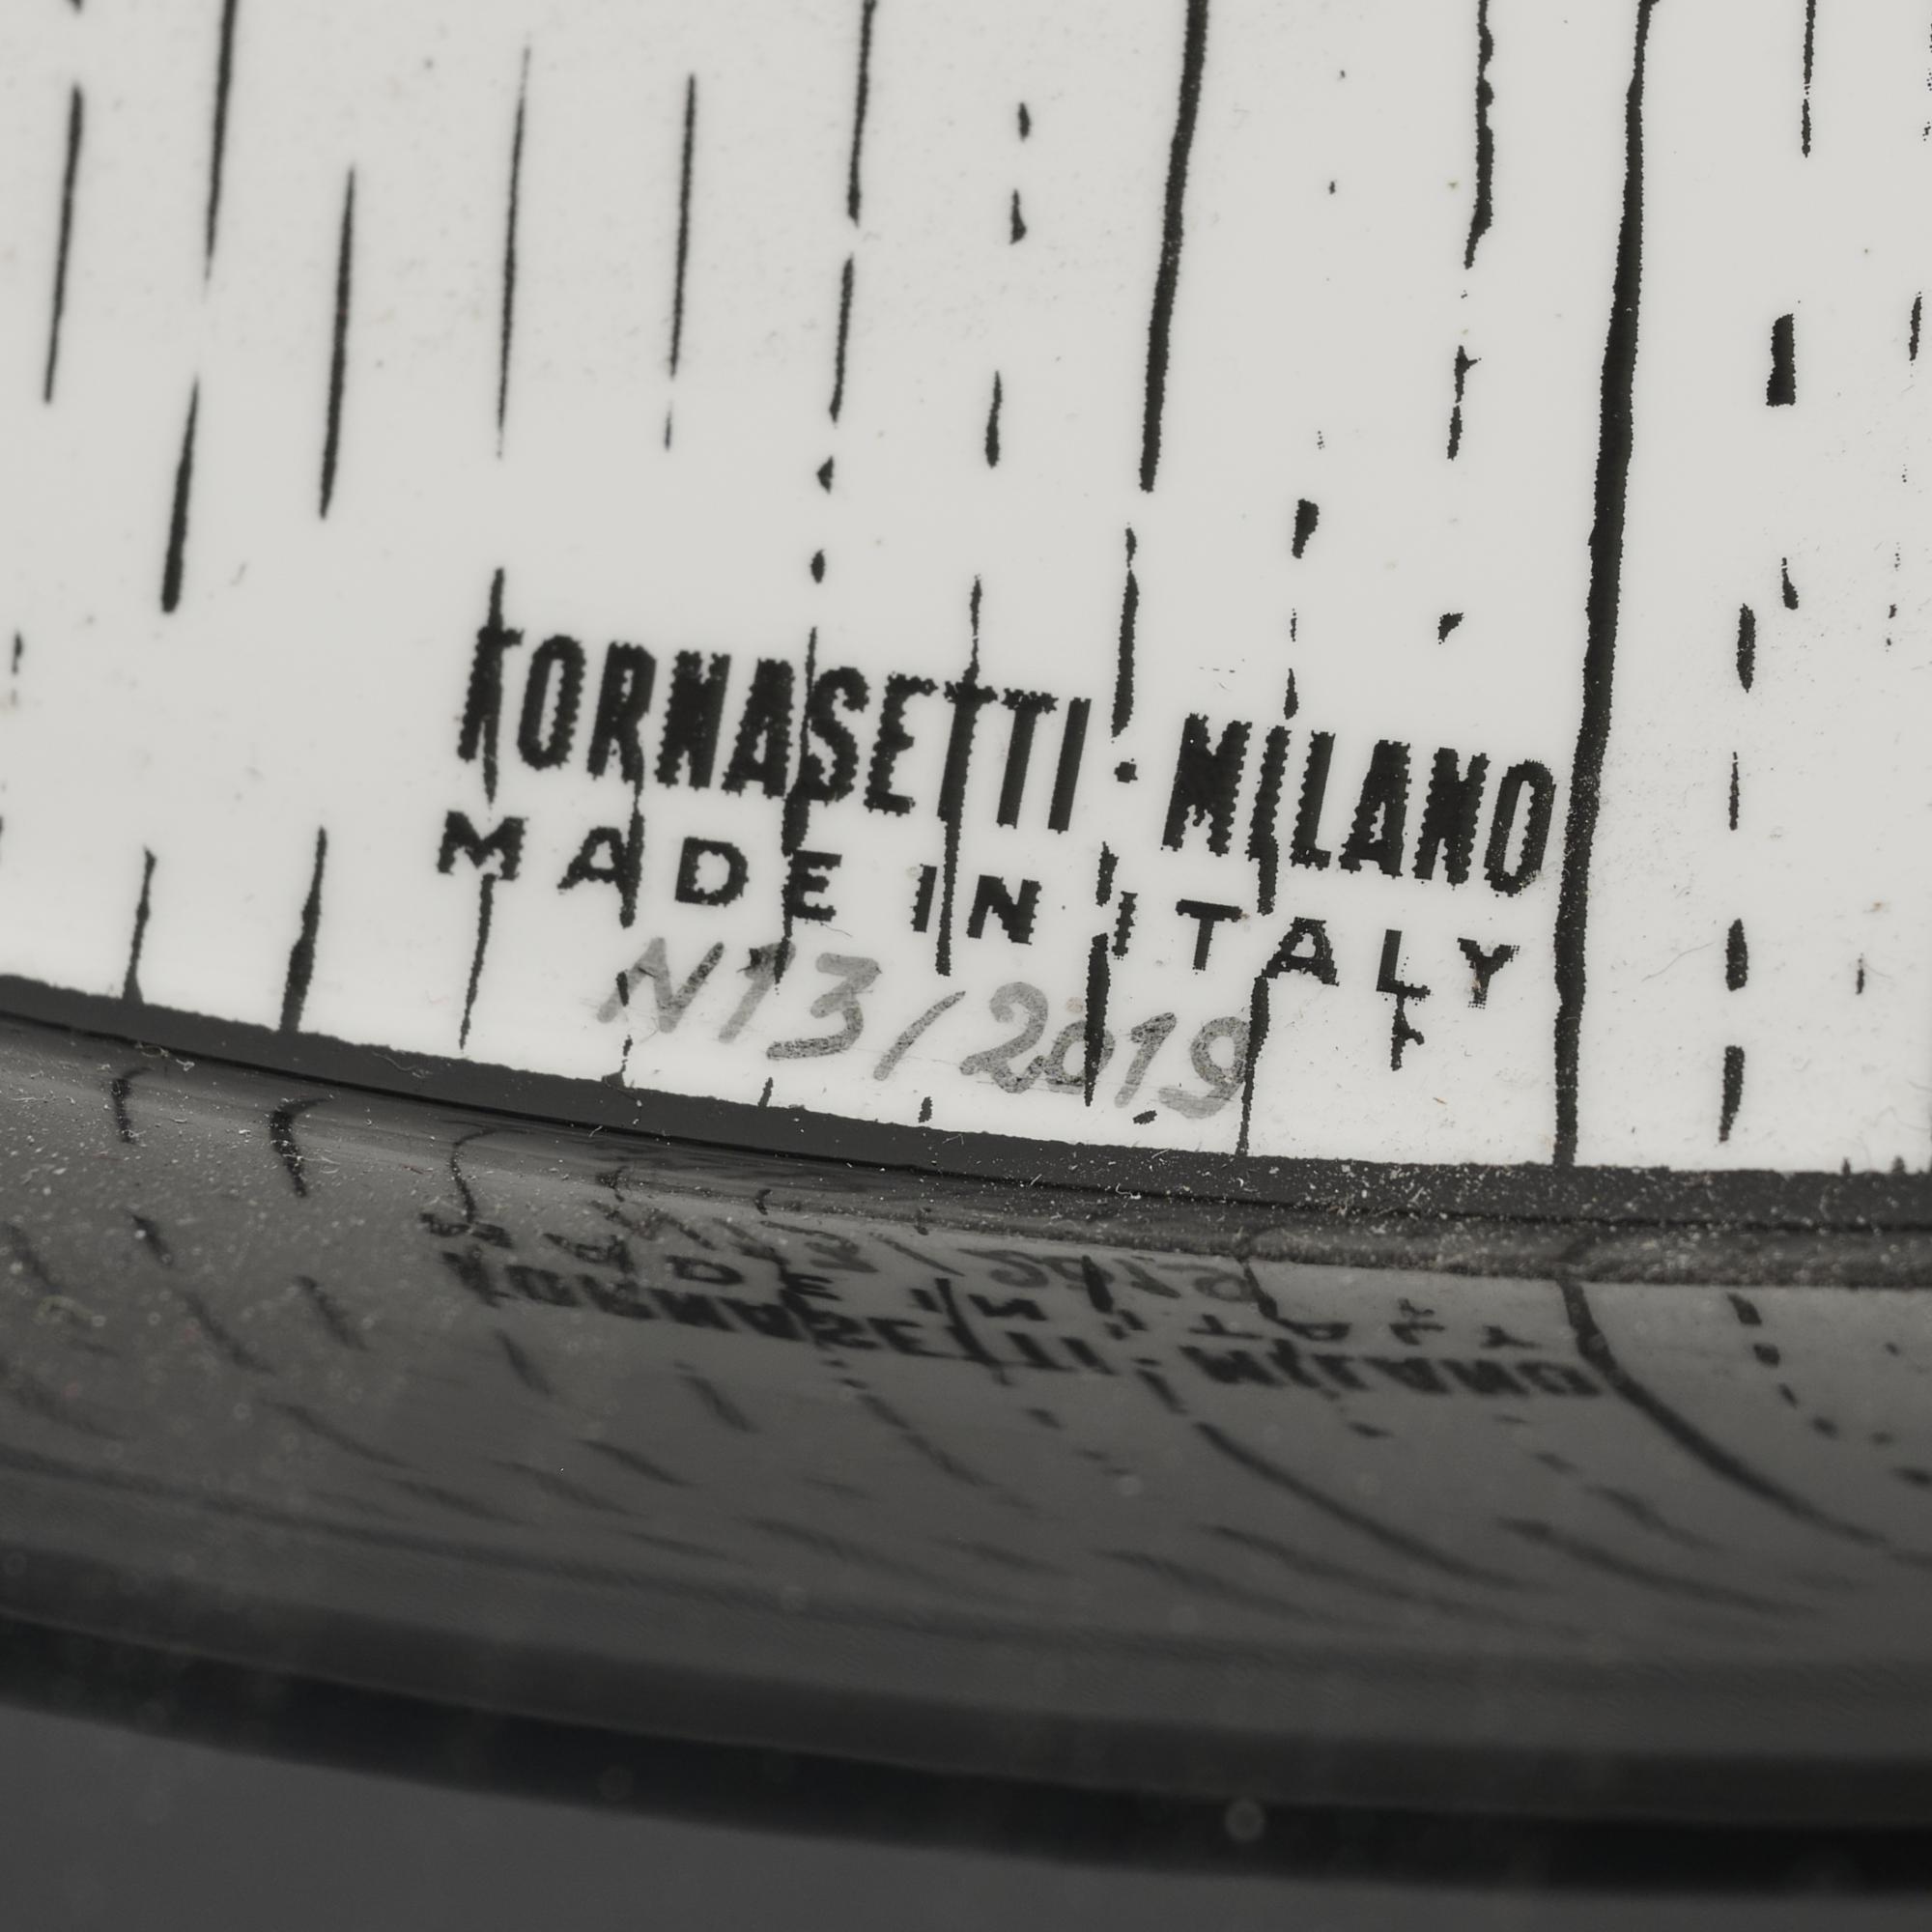 FORNASETTI · MILANO
MADE IN ITALY
N13/2019